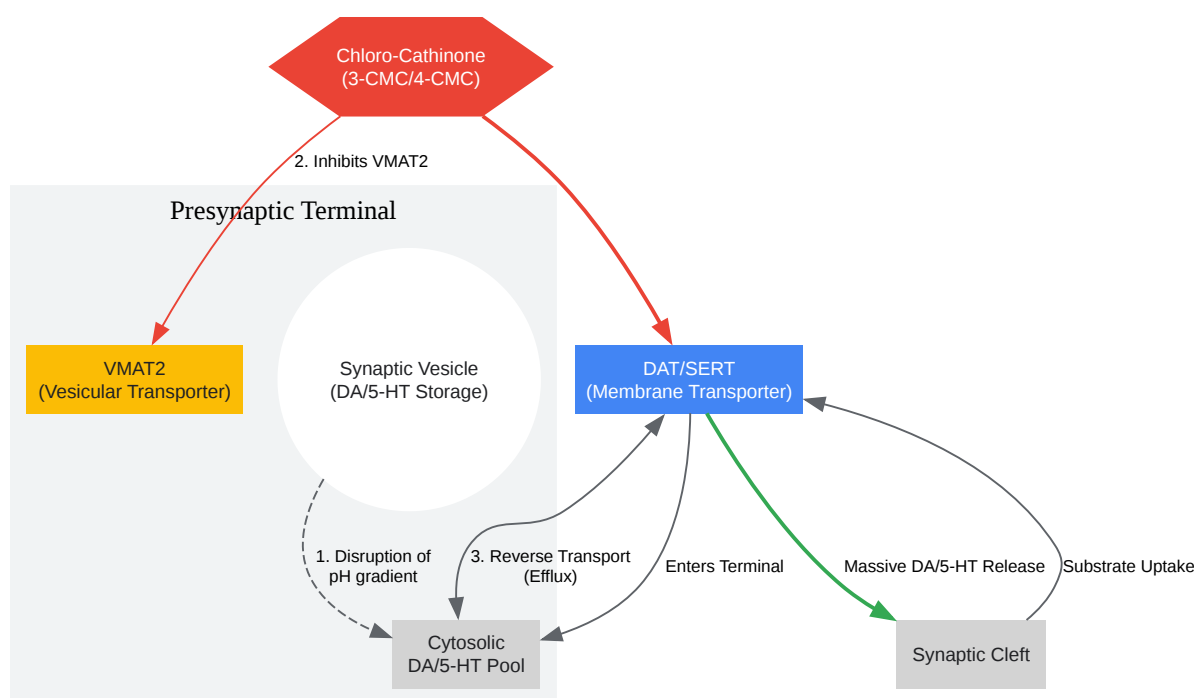 Chloro-Cathinone
(3-CMC/4-CMC)
2. Inhibits VMAT2
Presynaptic Terminal
VMAT2
(Vesicular Transporter)
Synaptic Vesicle
(DA/5-HT Storage)
DAT/SERT
(Membrane Transporter)
1. Disruption of
pH gradient
3. Reverse Transport
(Efflux)
Enters Terminal
Massive DA/5-HT Release
Substrate Uptake
Cytosolic
DA/5-HT Pool
Synaptic Cleft